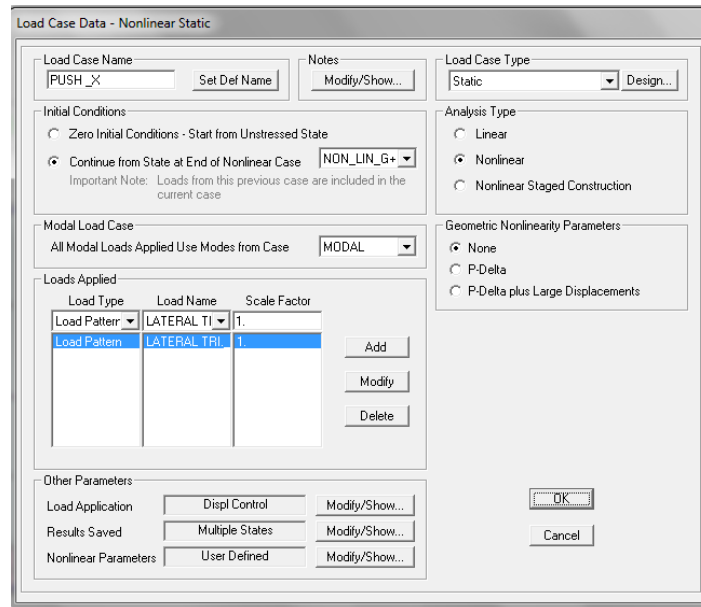 Load Case Data - Nonlinear Static
Load Case Name
PUSH_X
Set Def Name
Notes
Modify/Show...
Load Case Type
Static
Design...
Initial Conditions
Zero Initial Conditions - Start from Unstressed State
Continue from State at End of Nonlinear Case
NON_LIN_G+
Important Note: Loads from this previous case are included in the
current case
Analysis Type
Linear
Nonlinear
Nonlinear Staged Construction
Modal Load Case
All Modal Loads Applied Use Modes from Case
MODAL
Geometric Nonlinearity Parameters
None
P-Delta
P-Delta plus Large Displacements
Loads Applied
Load Type Load Name Scale Factor
Load Pattern LATERAL TI 1.
Load Pattern LATERAL TRI. 1.
Add
Modify
Delete
Other Parameters
Load Application
Displ Control
Modify/Show...
Results Saved
Multiple States
Modify/Show...
Nonlinear Parameters
User Defined
Modify/Show...
OK
Cancel